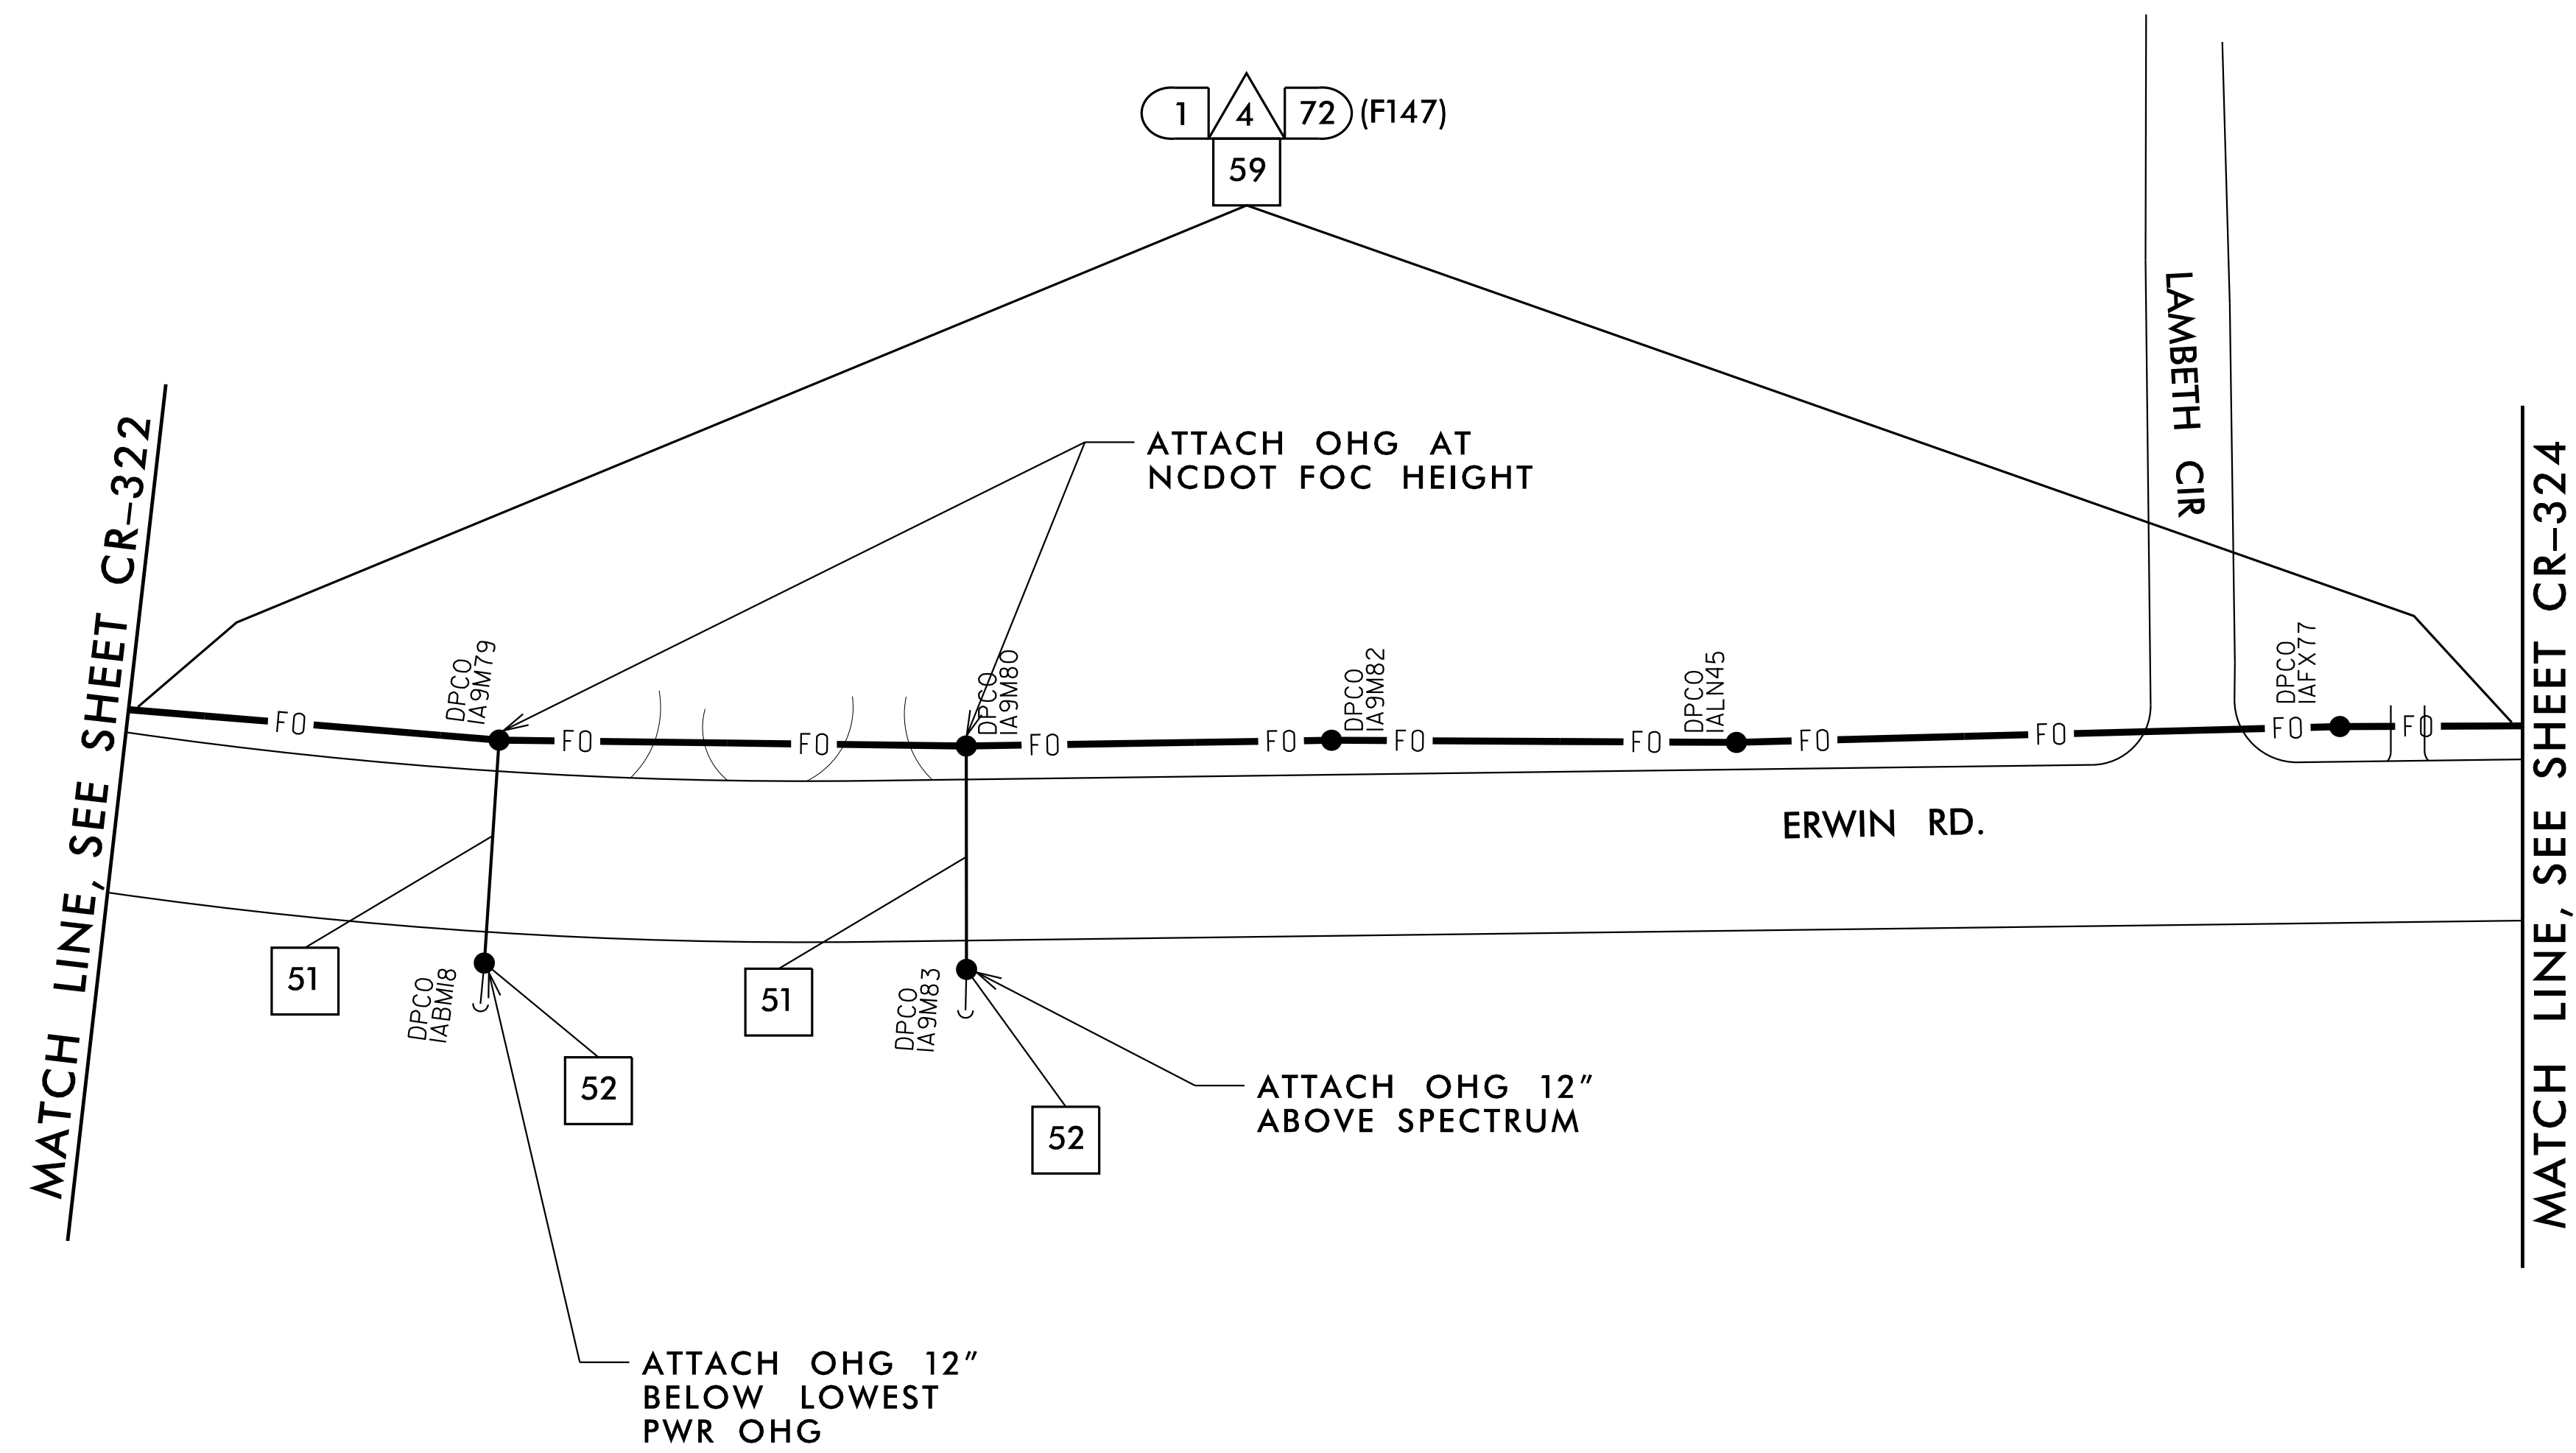 1 4 72 (F147)
59
LAMBETH CIR
ATTACH OHG AT
NCDOT FOC HEIGHT
MATCH LINE, SEE SHEET CR-322
MATCH LINE, SEE SHEET CR-324
DPCO
IA9M79
DPCO
IA9M80
DPCO
IA9M82
DPCO
IALN45
DPCO
IAFX77
FO FO FO FO FO FO FO FO FO FO FO
ERWIN RD.
51
51
DPCO
IABM18
DPCO
IA9M83
52
52
ATTACH OHG 12"
ABOVE SPECTRUM
ATTACH OHG 12"
BELOW LOWEST
PWR OHG